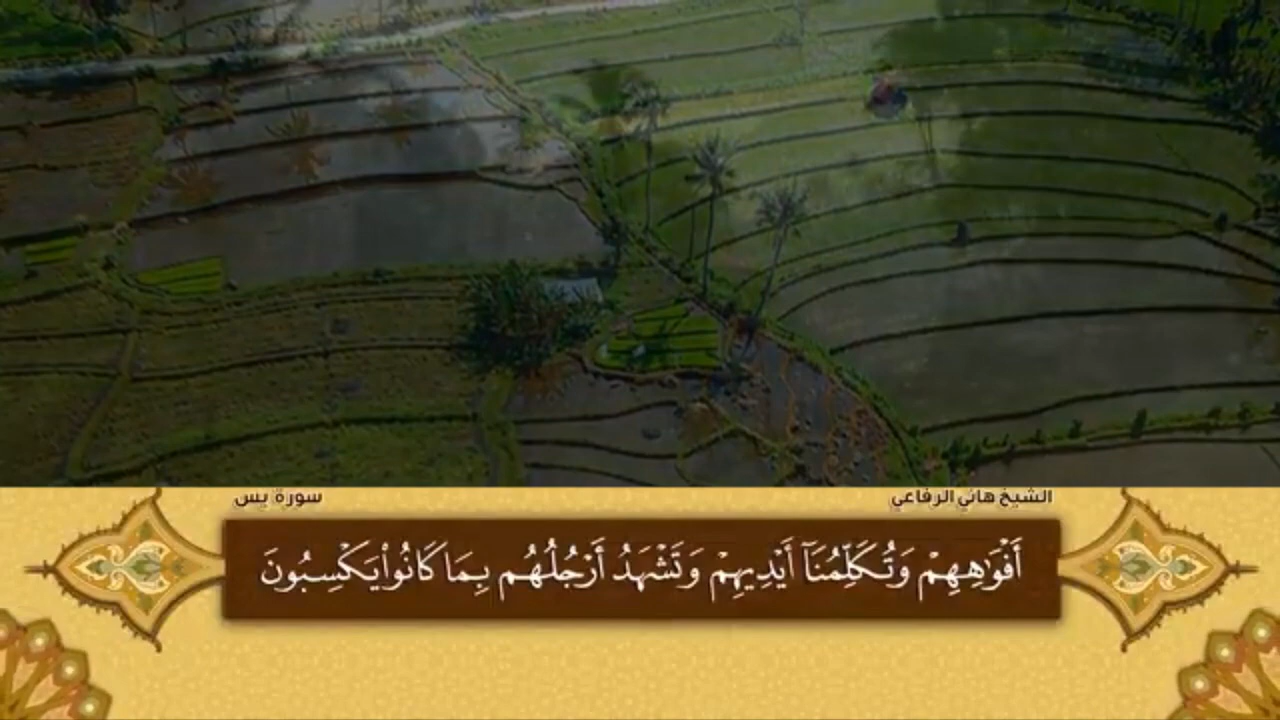 الشيخ هاني الرفاعي
سورة يس
أَفْوَٰهِهِمْ وَتُكَلِّمُنَآ أَيْدِيهِمْ وَتَشْهَدُ أَرْجُلُهُم بِمَا كَانُوا۟ يَكْسِبُونَ